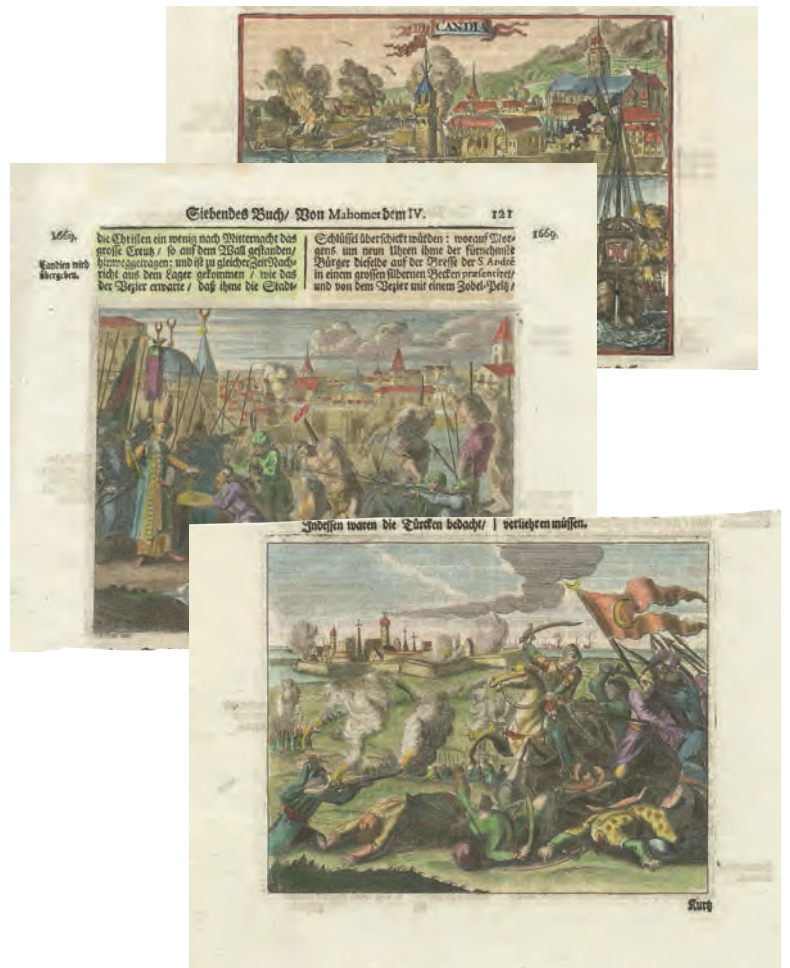 CANDIA
Siebendes Buch/ Von Mahomet dem IV. 121
1669.
Candien wird
übergeben.
die Christen ein wenig nach Mitternacht das
grosse Creutz / so auf dem Wall gestanden/
hinweggetragen: und ist zu gleicher Zeit Nach-
richt aus dem Lager gekommen / wie das
der Vezier erwarte / daß ihme die Stadt-
Schlüssel überschickt würden : worauf Mor-
gens um neun Uhren ihme der fürnehmste
Bürger dieselbe auf der Bresse der S. André
in einem grossen silbernen Becken præsentiret/
und von dem Vezier mit einem Zobel-Peltz /
1669.
Indessen waren die Türcken bedacht/ | verliehren müssen.
Kurtz